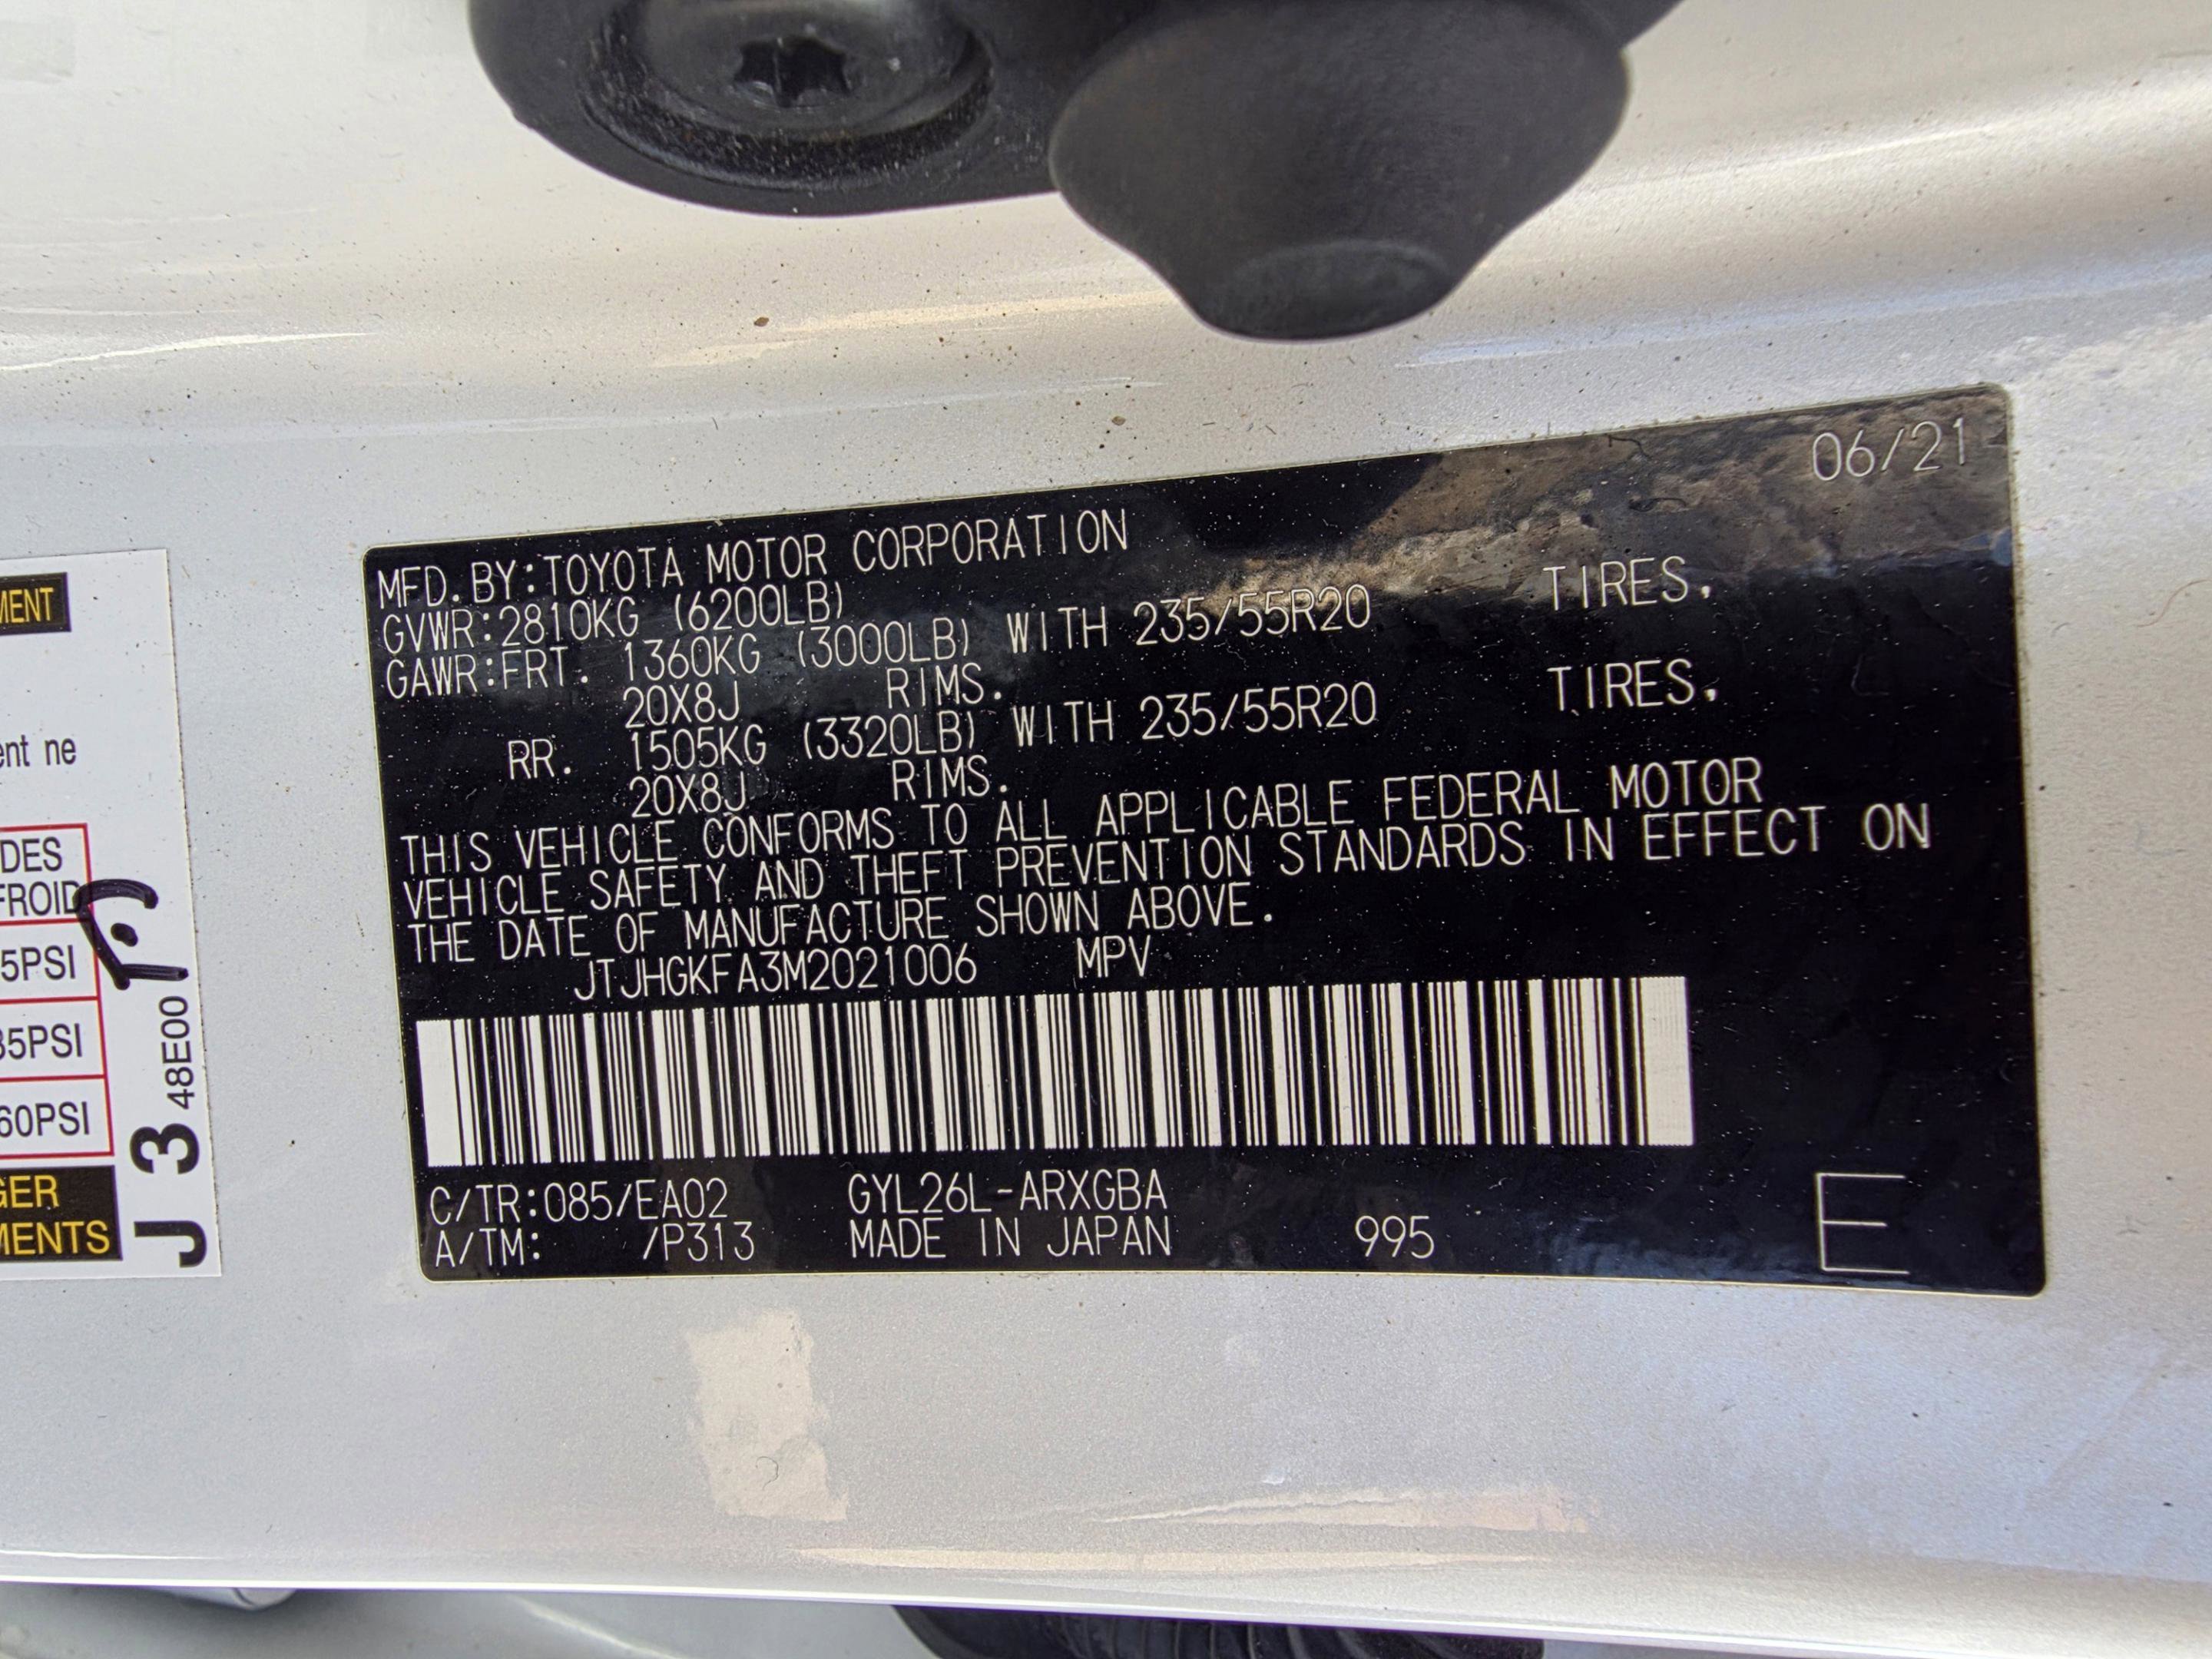 06/21
MFD. BY:TOYOTA MOTOR CORPORATION
GVWR:2810KG (6200LB)
GAWR:FRT. 1360KG (3000LB) WITH 235/55R20 TIRES,
20X8J RIMS.
RR. 1505KG (3320LB) WITH 235/55R20 TIRES,
20X8J RIMS.
THIS VEHICLE CONFORMS TO ALL APPLICABLE FEDERAL MOTOR
VEHICLE SAFETY AND THEFT PREVENTION STANDARDS IN EFFECT ON
THE DATE OF MANUFACTURE SHOWN ABOVE.
JTJHGKFA3M2021006 MPV
C/TR:085/EA02 GYL26L-ARXGBA
A/TM: /P313 MADE IN JAPAN 995 E
MENT
ent ne
DES
FROID
5PSI
35PSI
60PSI
GER
MENTS
J 3 48E00